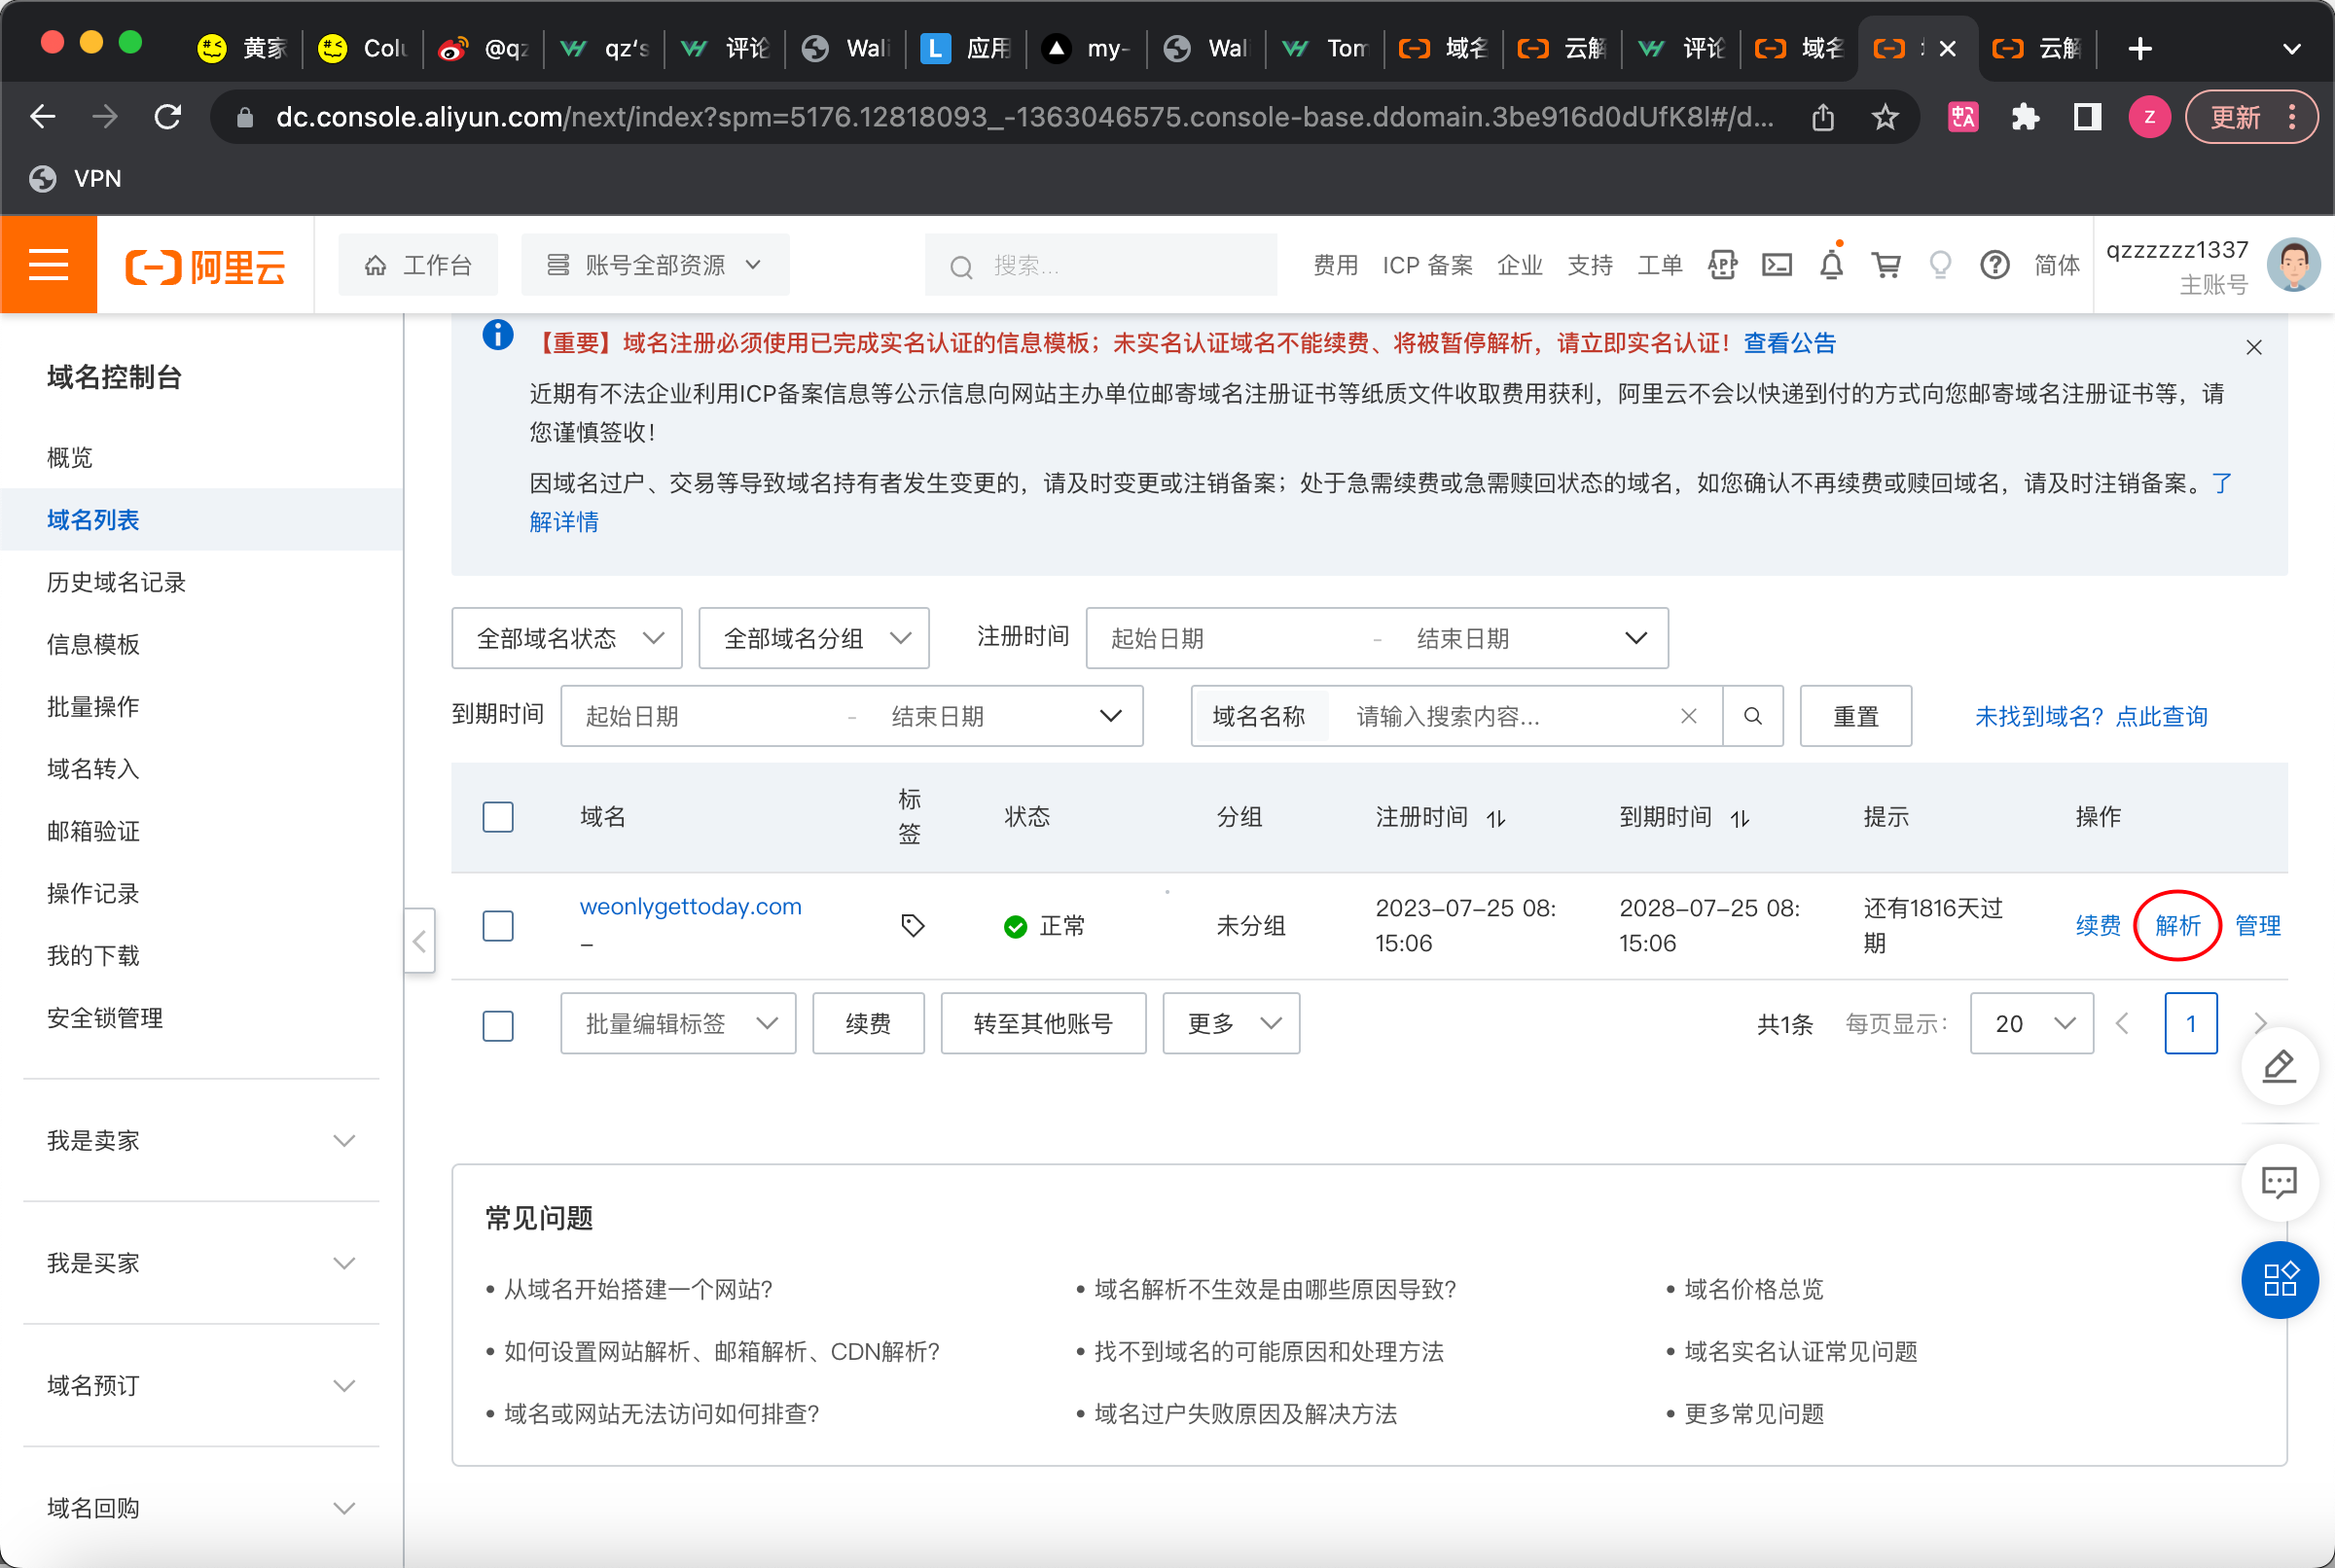 黄家
Colu
@qz
qz's
评论
Wali
L
应用
my-
Wali
Tom
域名
云解
评论
域名
云解
dc.console.aliyun.com/next/index?spm=5176.12818093_-1363046575.console-base.ddomain.3be916d0dUfK8l#/d...
中A
z
更新
VPN
阿里云
工作台
账号全部资源
搜索...
费用
ICP 备案
企业
支持
工单
APP
简体
qzzzzzz1337
主账号
域名控制台
概览
域名列表
历史域名记录
信息模板
批量操作
域名转入
邮箱验证
操作记录
我的下载
安全锁管理
我是卖家
我是买家
域名预订
域名回购
【重要】域名注册必须使用已完成实名认证的信息模板；未实名认证域名不能续费、将被暂停解析，请立即实名认证！查看公告
近期有不法企业利用ICP备案信息等公示信息向网站主办单位邮寄域名注册证书等纸质文件收取费用获利，阿里云不会以快递到付的方式向您邮寄域名注册证书等，请
您谨慎签收！
因域名过户、交易等导致域名持有者发生变更的，请及时变更或注销备案；处于急需续费或急需赎回状态的域名，如您确认不再续费或赎回域名，请及时注销备案。了
解详情
全部域名状态
全部域名分组
注册时间
起始日期 - 结束日期
到期时间
起始日期 - 结束日期
域名名称
请输入搜索内容...
重置
未找到域名？点此查询
域名
标
签
状态
分组
注册时间
到期时间
提示
操作
weonlygettoday.com
–
正常
未分组
2023-07-25 08:
15:06
2028-07-25 08:
15:06
还有1816天过
期
续费
解析
管理
批量编辑标签
续费
转至其他账号
更多
共1条
每页显示：
20
1
常见问题
• 从域名开始搭建一个网站?
• 域名解析不生效是由哪些原因导致?
• 域名价格总览
• 如何设置网站解析、邮箱解析、CDN解析?
• 找不到域名的可能原因和处理方法
• 域名实名认证常见问题
• 域名或网站无法访问如何排查?
• 域名过户失败原因及解决方法
• 更多常见问题